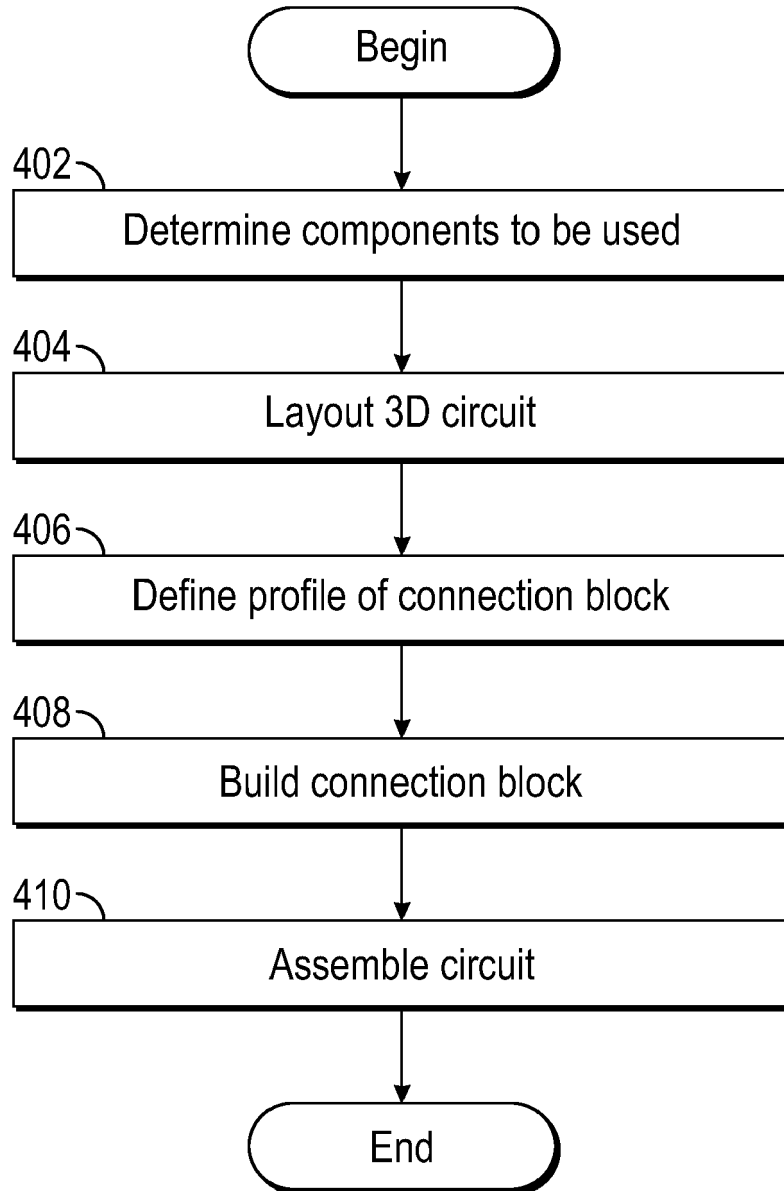 Begin
402
Determine components to be used
404
Layout 3D circuit
406
Define profile of connection block
408
Build connection block
410
Assemble circuit
End